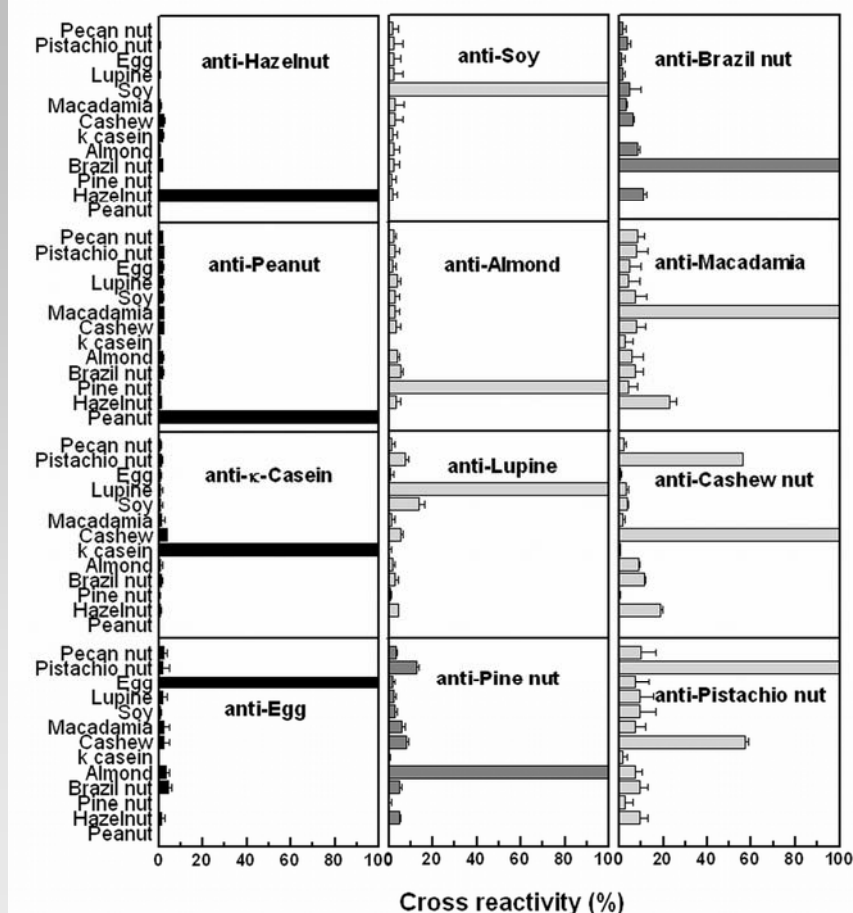 Pecan nut
Pistachio nut
Egg
Lupine
Soy
Macadamia
Cashew
k casein
Almond
Brazil nut
Pine nut
Hazelnut
Peanut
anti-Hazelnut
anti-Soy
anti-Brazil nut
Pecan nut
Pistachio nut
Egg
Lupine
Soy
Macadamia
Cashew
k casein
Almond
Brazil nut
Pine nut
Hazelnut
Peanut
anti-Peanut
anti-Almond
anti-Macadamia
Pecan nut
Pistachio nut
Egg
Lupine
Soy
Macadamia
Cashew
k casein
Almond
Brazil nut
Pine nut
Hazelnut
Peanut
anti-κ-Casein
anti-Lupine
anti-Cashew nut
Pecan nut
Pistachio nut
Egg
Lupine
Soy
Macadamia
Cashew
k casein
Almond
Brazil nut
Pine nut
Hazelnut
Peanut
anti-Egg
anti-Pine nut
anti-Pistachio nut
0 20 40 60 80 100 20 40 60 80 100 20 40 60 80 100
Cross reactivity (%)